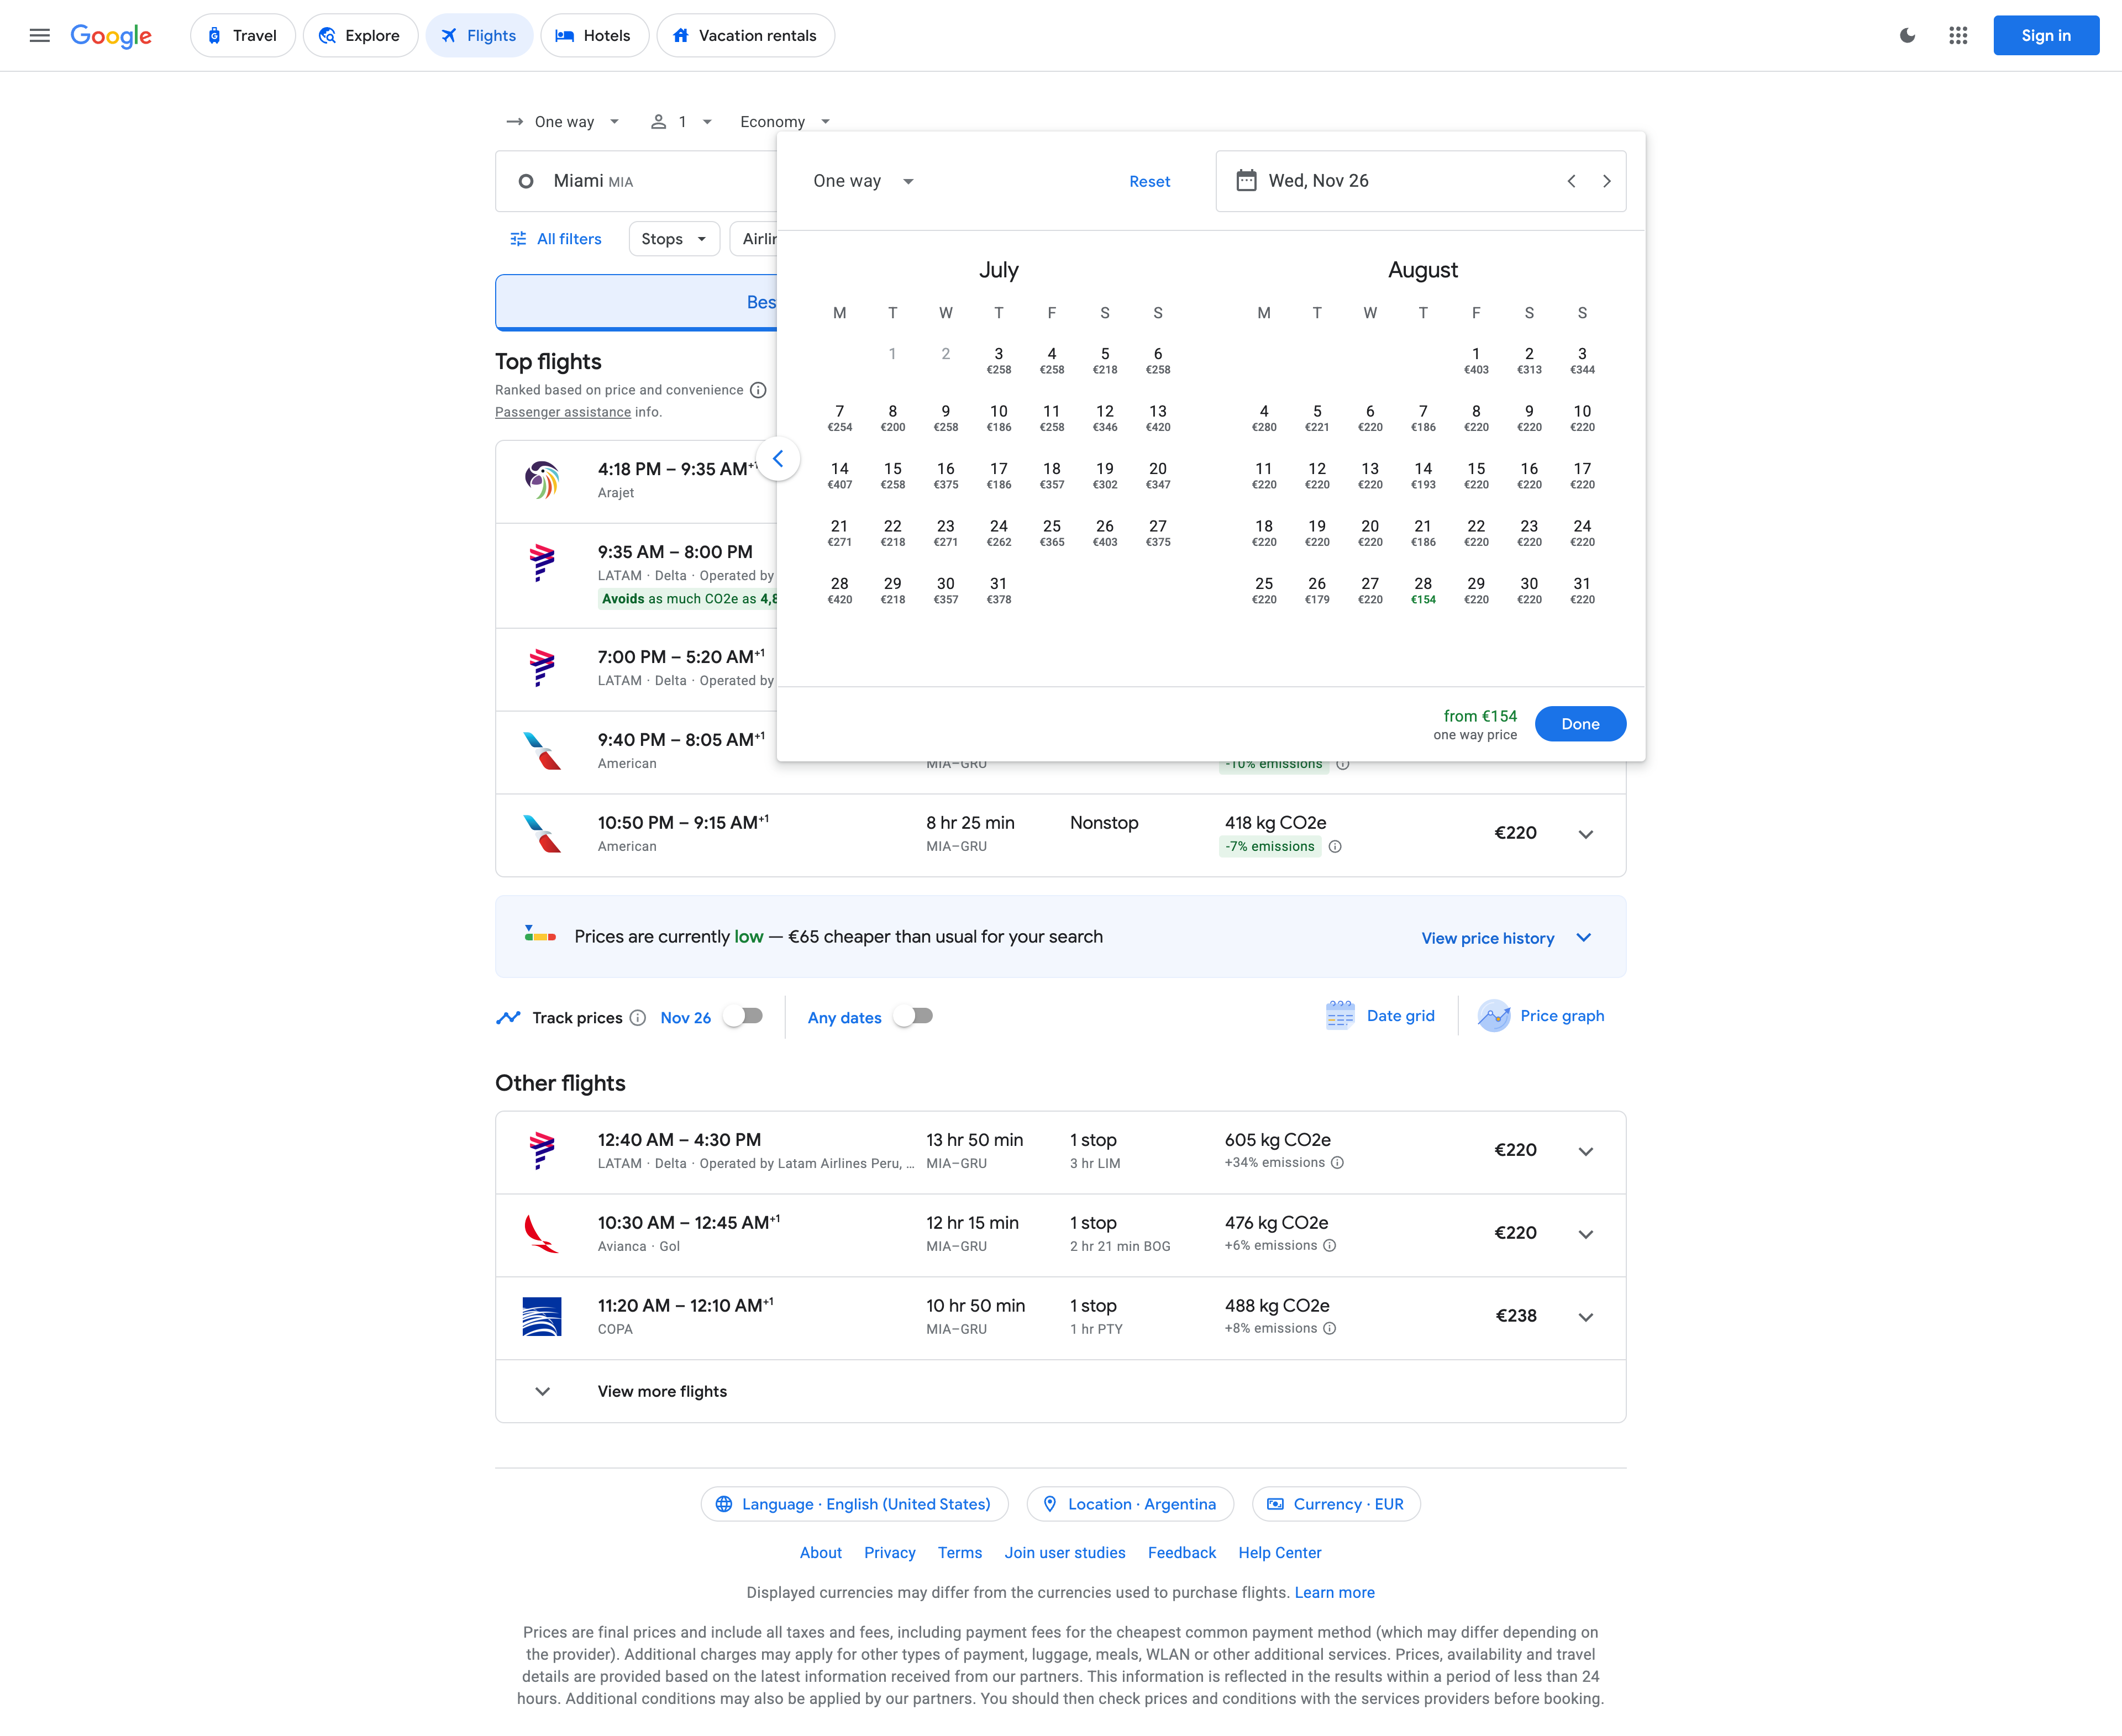 Google
Travel
Explore
Flights
Hotels
Vacation rentals
Sign in
One way
1
Economy
Miami MIA
One way
Reset
Wed, Nov 26
All filters
Stops
July
August
M T W T F S S
M T W T F S S
1 2 3 4 5 6
€258 €258 €218 €258
1 2 3
€403 €313 €344
7 8 9 10 11 12 13
€254 €200 €258 €186 €258 €346 €420
4 5 6 7 8 9 10
€280 €221 €220 €186 €220 €220 €220
14 15 16 17 18 19 20
€407 €258 €375 €186 €357 €302 €347
11 12 13 14 15 16 17
€220 €220 €220 €193 €220 €220 €220
21 22 23 24 25 26 27
€271 €218 €271 €262 €365 €403 €375
18 19 20 21 22 23 24
€220 €220 €220 €186 €220 €220 €220
28 29 30 31
€420 €218 €357 €378
25 26 27 28 29 30 31
€220 €179 €220 €154 €220 €220 €220
from €154
one way price
Done
Top flights
Ranked based on price and convenience
Passenger assistance info.
4:18 PM – 9:35 AM
Arajet
9:35 AM – 8:00 PM
LATAM · Delta · Operated by
Avoids as much CO2e as
7:00 PM – 5:20 AM+1
LATAM · Delta · Operated by
9:40 PM – 8:05 AM+1
American
MIA–GRU
-10% emissions
10:50 PM – 9:15 AM+1
American
8 hr 25 min
MIA–GRU
Nonstop
418 kg CO2e
-7% emissions
€220
Prices are currently low — €65 cheaper than usual for your search
View price history
Track prices
Nov 26
Any dates
Date grid
Price graph
Other flights
12:40 AM – 4:30 PM
LATAM · Delta · Operated by Latam Airlines Peru, ...
13 hr 50 min
MIA–GRU
1 stop
3 hr LIM
605 kg CO2e
+34% emissions
€220
10:30 AM – 12:45 AM+1
Avianca · Gol
12 hr 15 min
MIA–GRU
1 stop
2 hr 21 min BOG
476 kg CO2e
+6% emissions
€220
11:20 AM – 12:10 AM+1
COPA
10 hr 50 min
MIA–GRU
1 stop
1 hr PTY
488 kg CO2e
+8% emissions
€238
View more flights
Language · English (United States)
Location · Argentina
Currency · EUR
About
Privacy
Terms
Join user studies
Feedback
Help Center
Displayed currencies may differ from the currencies used to purchase flights. Learn more
Prices are final prices and include all taxes and fees, including payment fees for the cheapest common payment method (which may differ depending on
the provider). Additional charges may apply for other types of payment, luggage, meals, WLAN or other additional services. Prices, availability and travel
details are provided based on the latest information received from our partners. This information is reflected in the results within a period of less than 24
hours. Additional conditions may also be applied by our partners. You should then check prices and conditions with the services providers before booking.